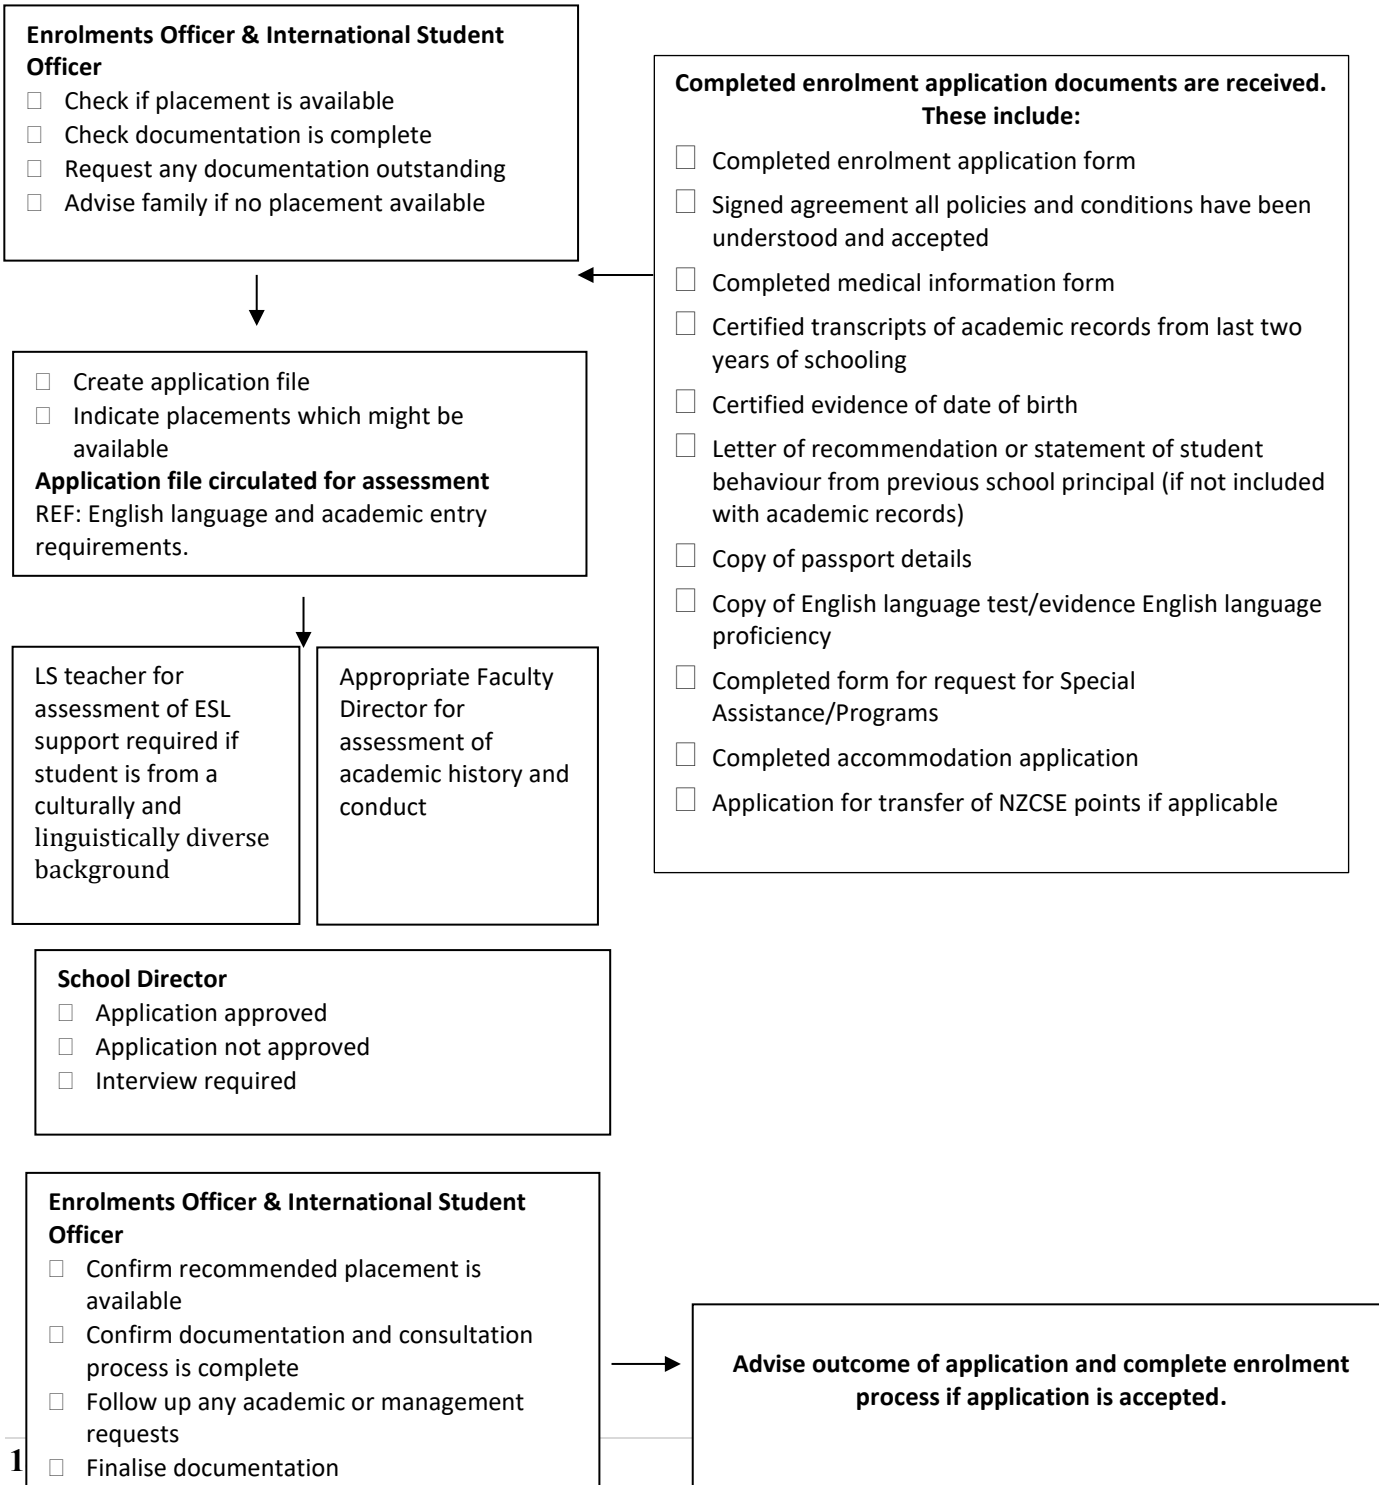 Enrolments Officer & International Student
Officer
☐ Check if placement is available
☐ Check documentation is complete
☐ Request any documentation outstanding
☐ Advise family if no placement available
Completed enrolment application documents are received.
These include:
☐ Completed enrolment application form
☐ Signed agreement all policies and conditions have been
understood and accepted
☐ Completed medical information form
☐ Certified transcripts of academic records from last two
years of schooling
☐ Certified evidence of date of birth
☐ Letter of recommendation or statement of student
behaviour from previous school principal (if not included
with academic records)
☐ Copy of passport details
☐ Copy of English language test/evidence English language
proficiency
☐ Completed form for request for Special
Assistance/Programs
☐ Completed accommodation application
☐ Application for transfer of NZCSE points if applicable
☐ Create application file
☐ Indicate placements which might be
available
Application file circulated for assessment
REF: English language and academic entry
requirements.
LS teacher for
assessment of ESL
support required if
student is from a
culturally and
linguistically diverse
background
Appropriate Faculty
Director for
assessment of
academic history and
conduct
School Director
☐ Application approved
☐ Application not approved
☐ Interview required
Enrolments Officer & International Student
Officer
☐ Confirm recommended placement is
available
☐ Confirm documentation and consultation
process is complete
☐ Follow up any academic or management
requests
☐ Finalise documentation
Advise outcome of application and complete enrolment
process if application is accepted.
1